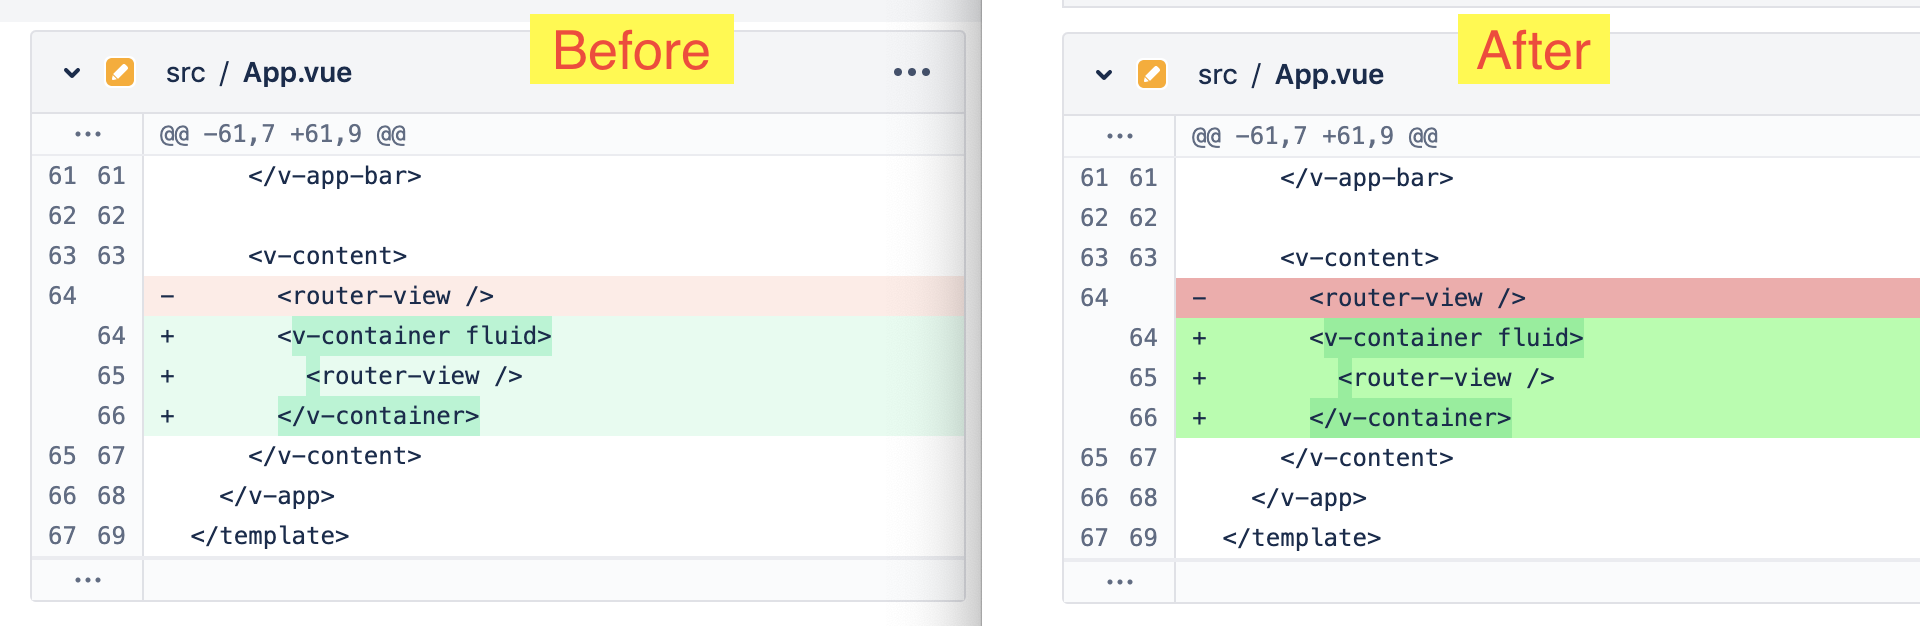 Before
src / App.vue
@@ -61,7 +61,9 @@
61 61 </v-app-bar>
62 62
63 63 <v-content>
64 - <router-view />
64 + <v-container fluid>
65 + <router-view />
66 + </v-container>
65 67 </v-content>
66 68 </v-app>
67 69 </template>
After
src / App.vue
@@ -61,7 +61,9 @@
61 61 </v-app-bar>
62 62
63 63 <v-content>
64 - <router-view />
64 + <v-container fluid>
65 + <router-view />
66 + </v-container>
65 67 </v-content>
66 68 </v-app>
67 69 </template>